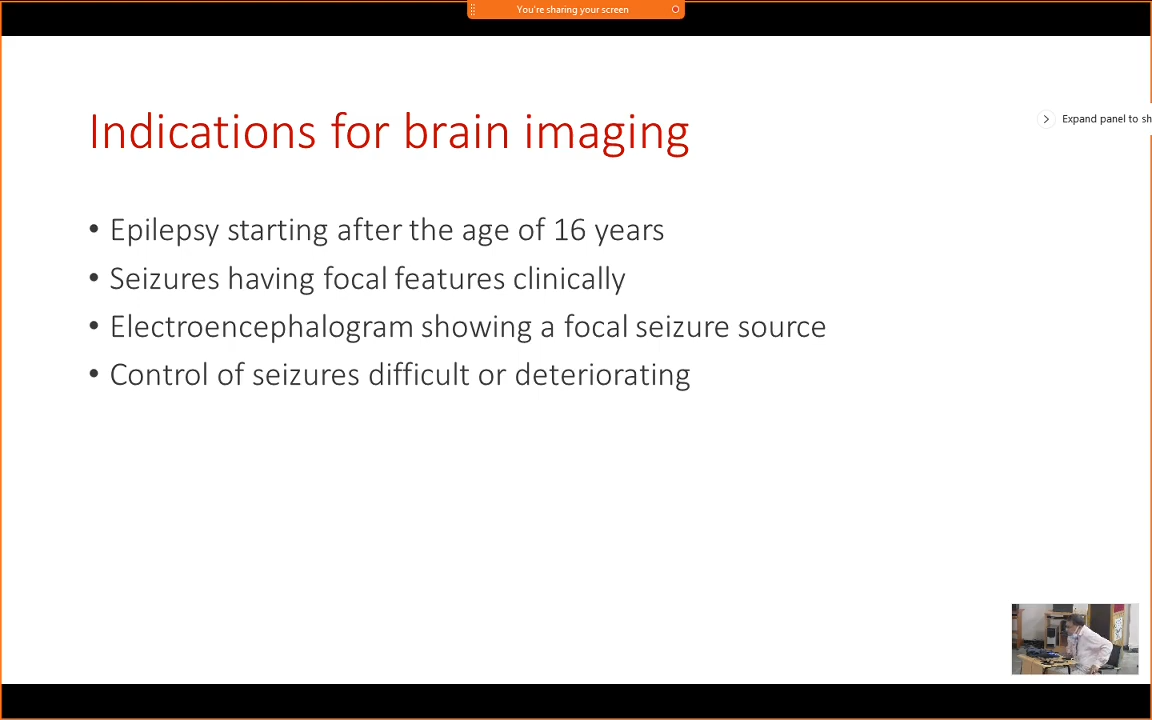 You're sharing your screen
Indications for brain imaging
Expand panel to sh
• Epilepsy starting after the age of 16 years
• Seizures having focal features clinically
• Electroencephalogram showing a focal seizure source
• Control of seizures difficult or deteriorating